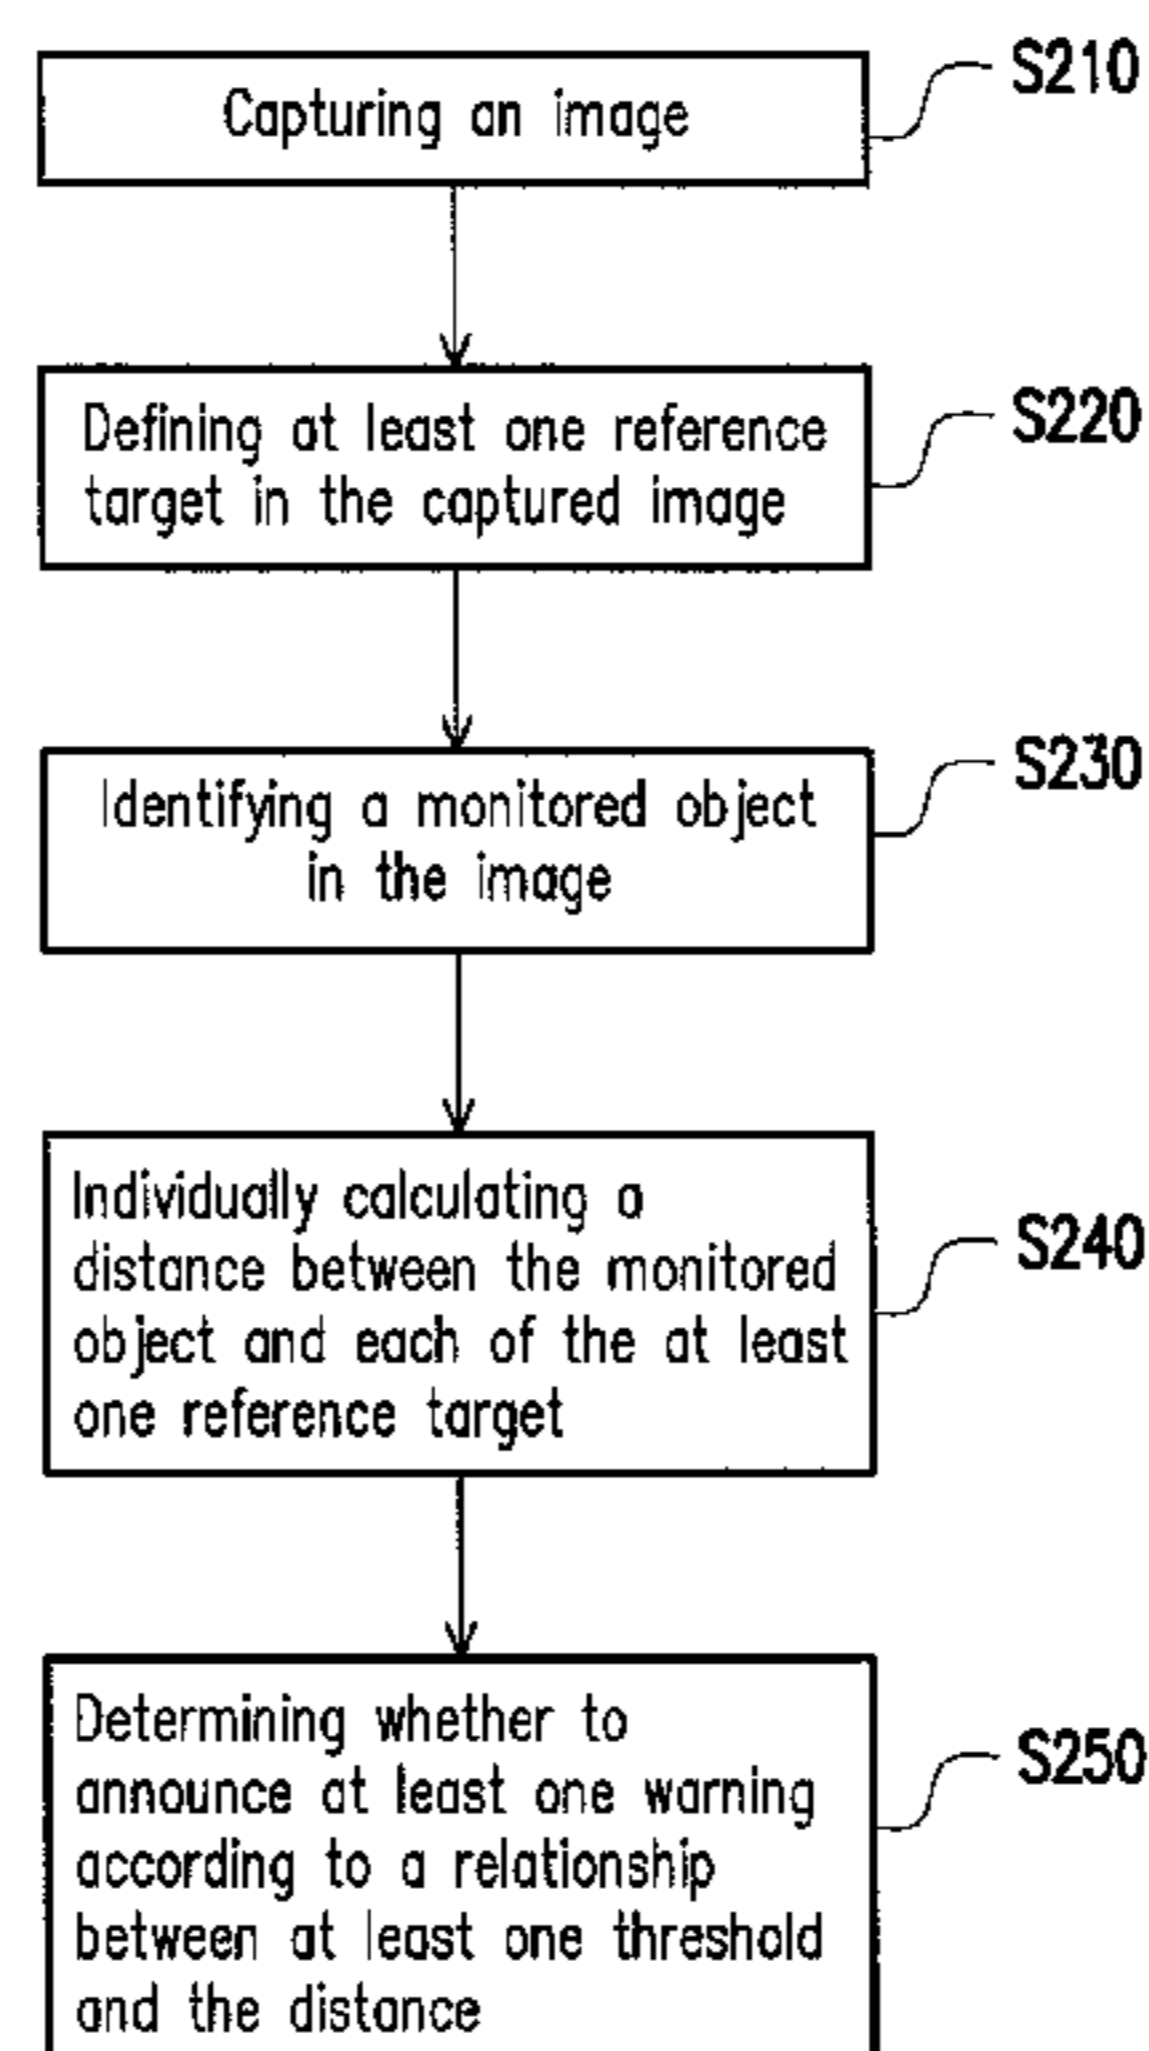 Capturing an image
S210
Defining at least one reference
target in the captured image
S220
Identifying a monitored object
in the image
S230
Individually calculating a
distance between the monitored
object and each of the at least
one reference target
S240
Determining whether to
announce at least one warning
according to a relationship
between at least one threshold
and the distance
S250